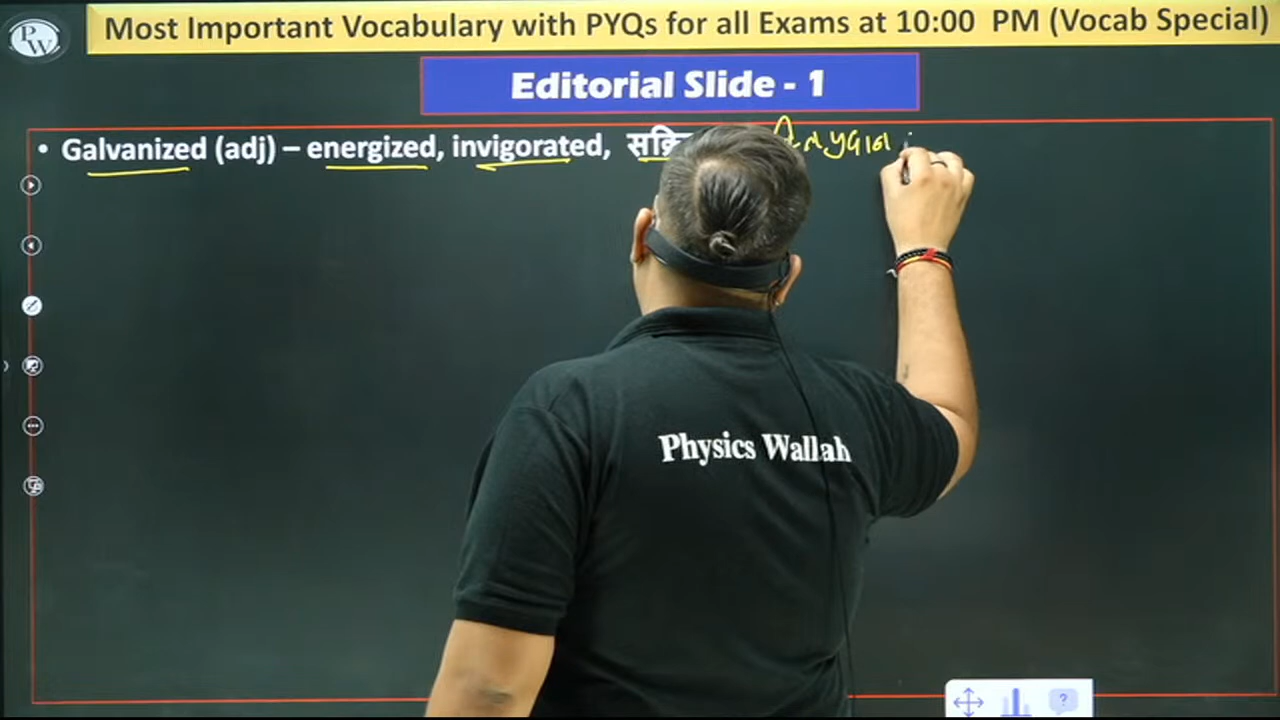 PW
Most Important Vocabulary with PYQs for all Exams at 10:00 PM (Vocab Special)
Editorial Slide - 1
• Galvanized (adj) – energized, invigorated,
Physics Wallah